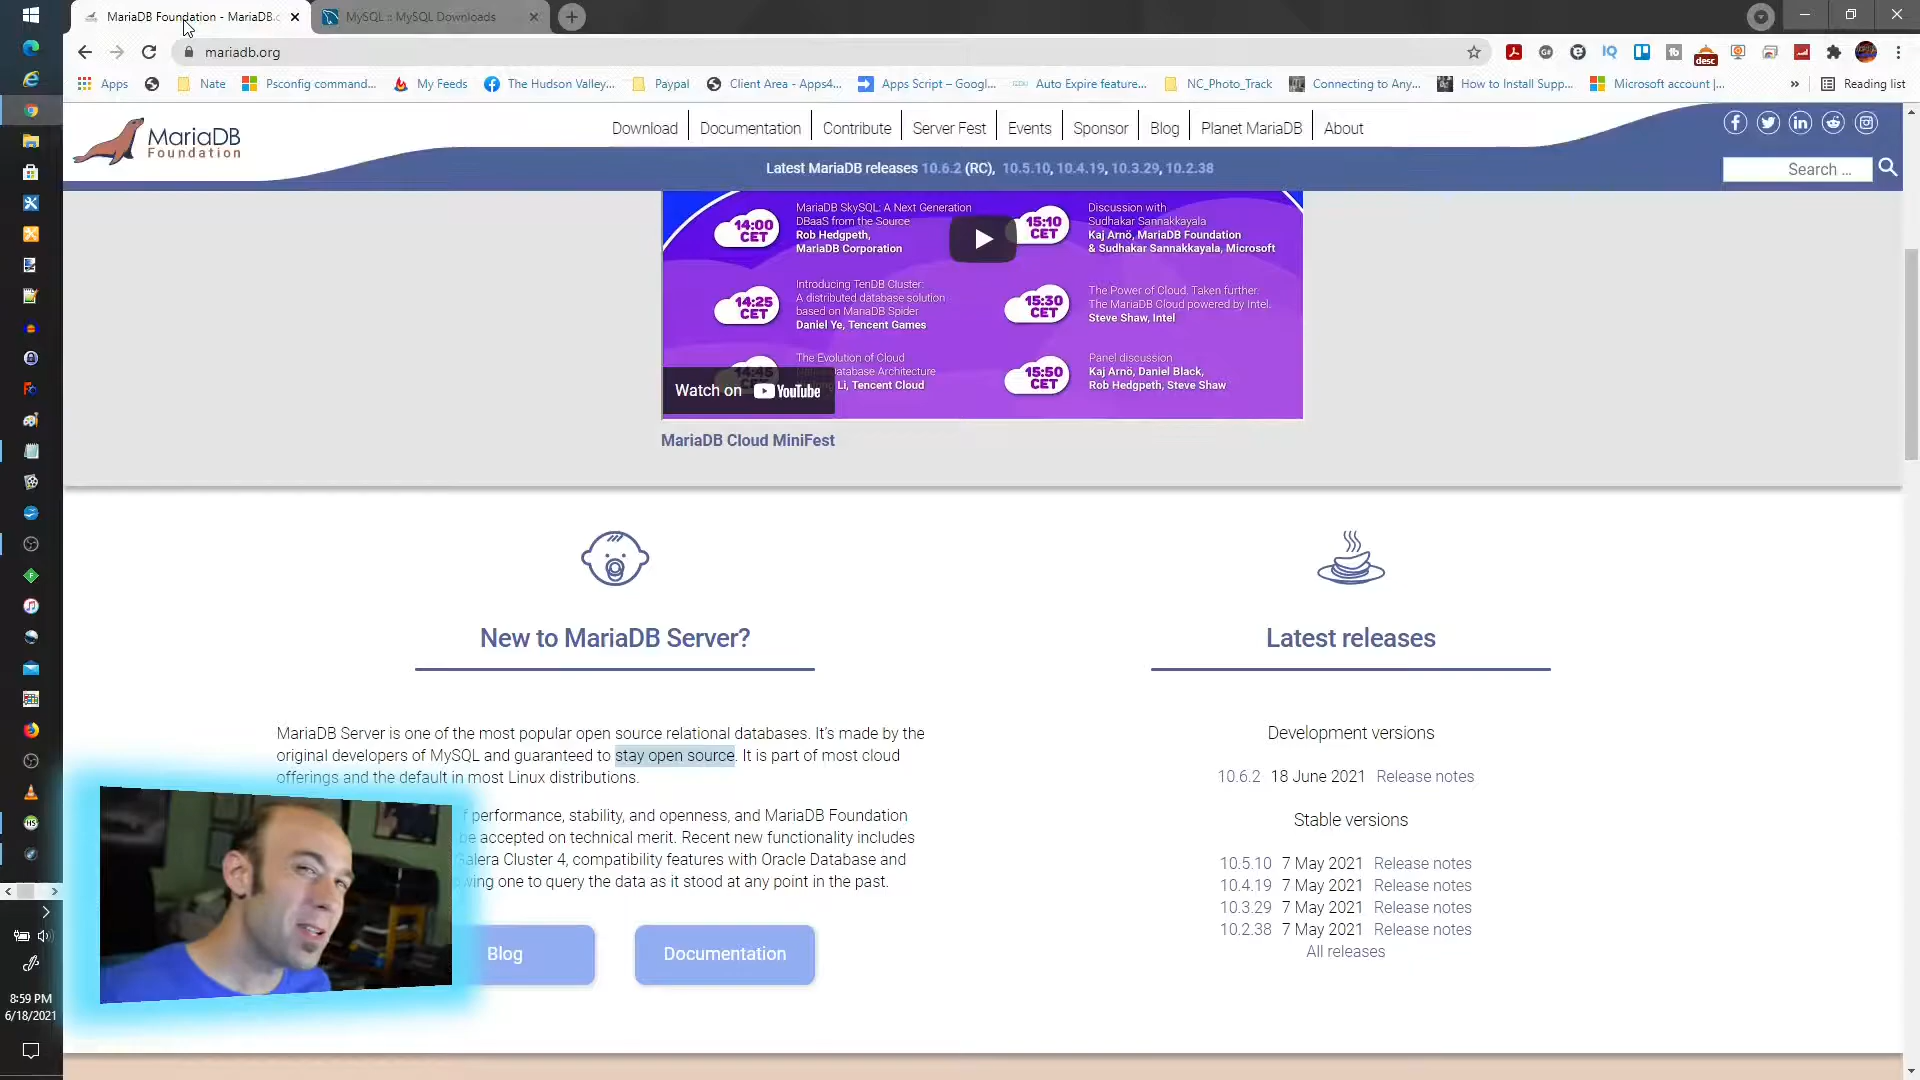 MariaDB Foundation - MariaDB.c
MySQL :: MySQL Downloads
mariadb.org
desc
Apps
Nate
Psconfig command...
My Feeds
The Hudson Valley...
Paypal
Client Area - Apps4...
Apps Script – Googl...
Auto Expire feature...
NC_Photo_Track
Connecting to Any...
How to Install Supp...
Microsoft account |...
»
Reading list
MariaDB
Foundation
Download
Documentation
Contribute
Server Fest
Events
Sponsor
Blog
Planet MariaDB
About
Latest MariaDB releases 10.6.2 (RC), 10.5.10, 10.4.19, 10.3.29, 10.2.38
Search ...
14:00
CET
MariaDB SkySQL: A Next Generation
DBaaS from the Source
Rob Hedgpeth,
MariaDB Corporation
15:10
CET
Discussion with
Sudhakar Sannakkayala
Kaj Arnö, MariaDB Foundation
& Sudhakar Sannakkayala, Microsoft
14:25
CET
Introducing TenDB Cluster:
A distributed database solution
based on MariaDB Spider
Daniel Ye, Tencent Games
15:30
CET
The Power of Cloud. Taken further:
The MariaDB Cloud powered by Intel.
Steve Shaw, Intel
14:45
CET
The Evolution of Cloud
Database Architecture
Li, Tencent Cloud
15:50
CET
Panel discussion
Kaj Arnö, Daniel Black,
Rob Hedgpeth, Steve Shaw
Watch on YouTube
MariaDB Cloud MiniFest
New to MariaDB Server?
MariaDB Server is one of the most popular open source relational databases. It's made by the
original developers of MySQL and guaranteed to stay open source. It is part of most cloud
offerings and the default in most Linux distributions.
f performance, stability, and openness, and MariaDB Foundation
be accepted on technical merit. Recent new functionality includes
Galera Cluster 4, compatibility features with Oracle Database and
wing one to query the data as it stood at any point in the past.
Blog
Documentation
Latest releases
Development versions
10.6.2 18 June 2021 Release notes
Stable versions
10.5.10 7 May 2021 Release notes
10.4.19 7 May 2021 Release notes
10.3.29 7 May 2021 Release notes
10.2.38 7 May 2021 Release notes
All releases
8:59 PM
6/18/2021